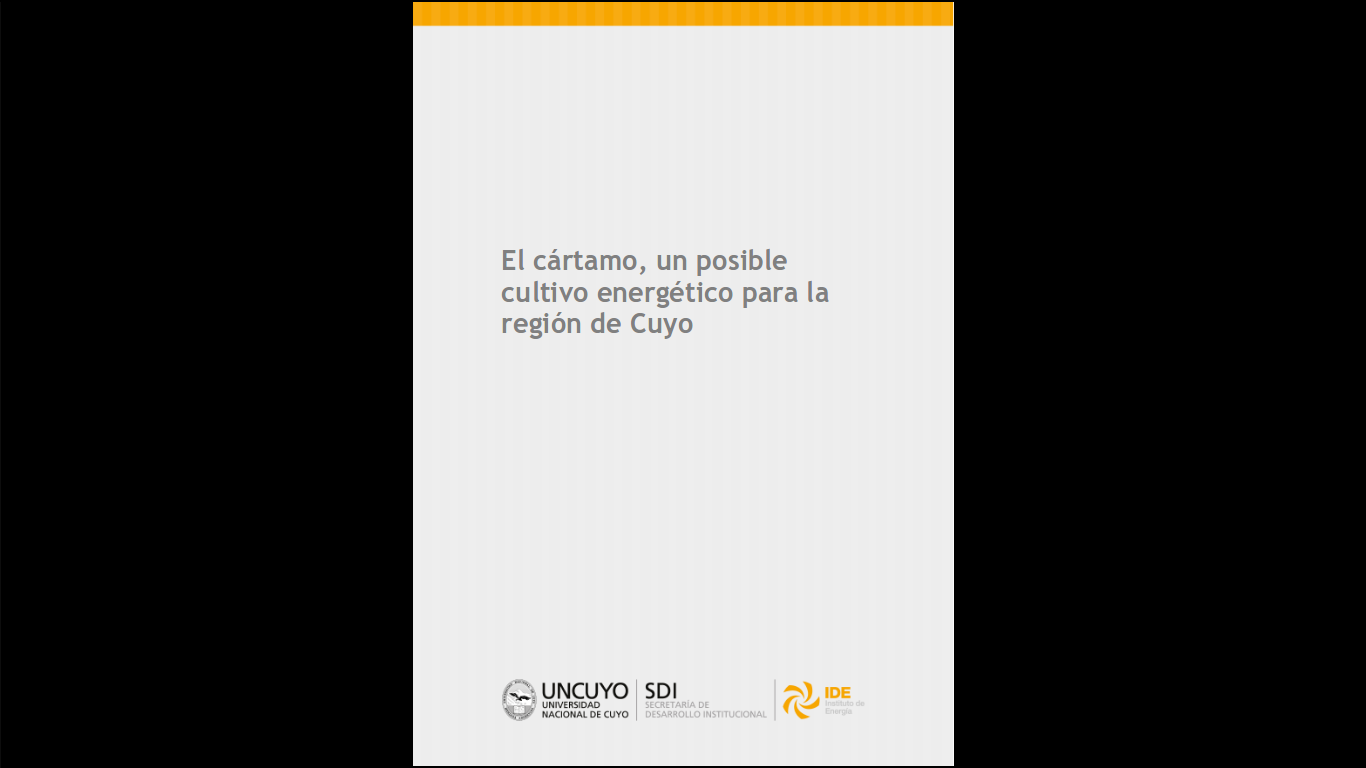 El cártamo, un posible
cultivo energético para la
región de Cuyo
UNCUYO
UNIVERSIDAD
NACIONAL DE CUYO
SDI
SECRETARÍA DE
DESARROLLO INSTITUCIONAL
IDE
Instituto de
Energía